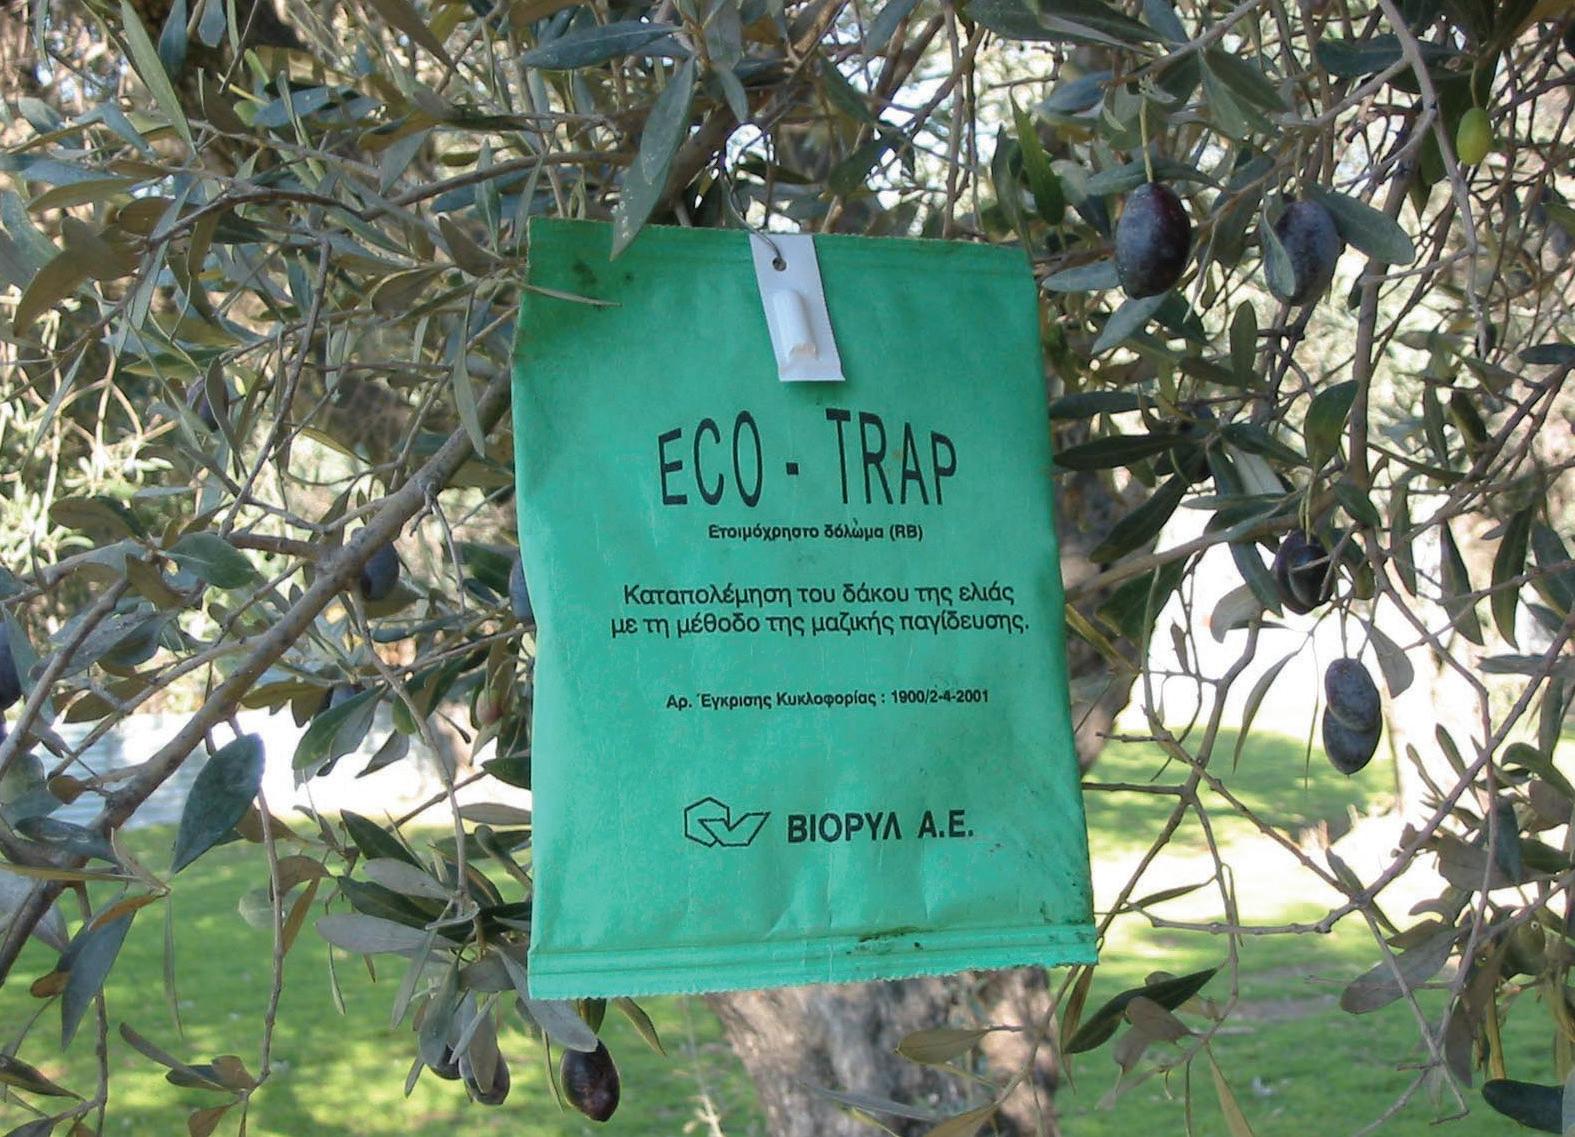 ECO - TRAP
Ετοιμόχρηστο δόλωμα (RB)
Καταπολέμηση του δάκου της ελιάς
με τη μέθοδο της μαζικής παγίδευσης.
Αρ. Έγκρισης Κυκλοφορίας : 1900/2-4-2001
ΒΙΟΡΥΛ Α.Ε.